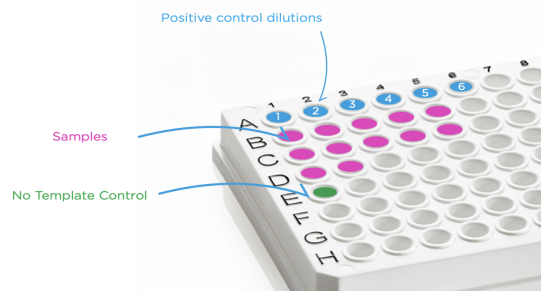 Positive control dilutions
1 2 3 4 5 6 7 8
1 2 3 4 5 6
Samples
No Template Control
A
B
C
D
E
F
G
H